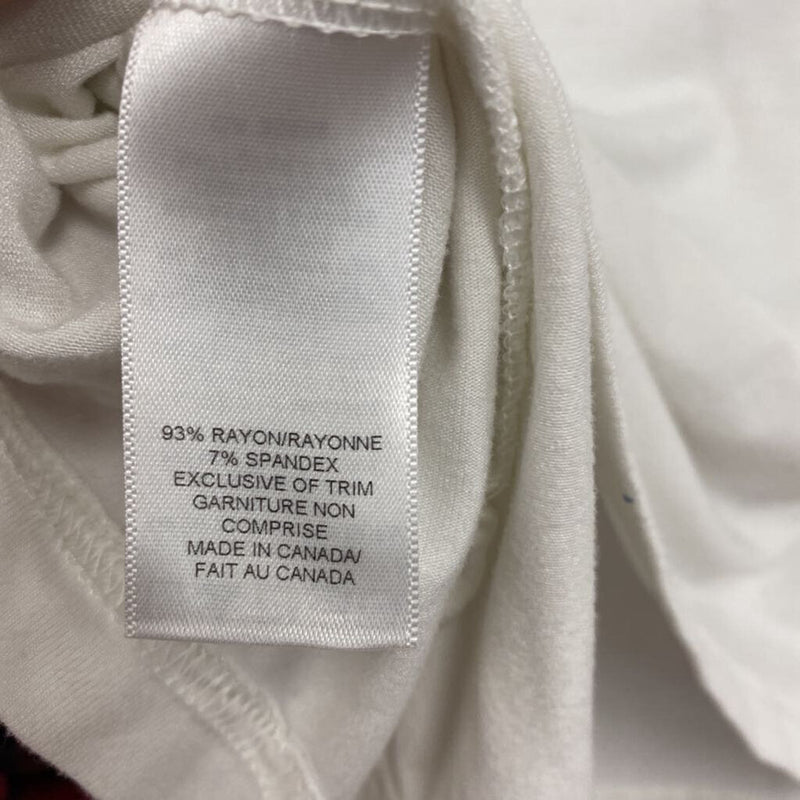 93% RAYON/RAYONNE
7% SPANDEX
EXCLUSIVE OF TRIM
GARNITURE NON
COMPRISE
MADE IN CANADA/
FAIT AU CANADA